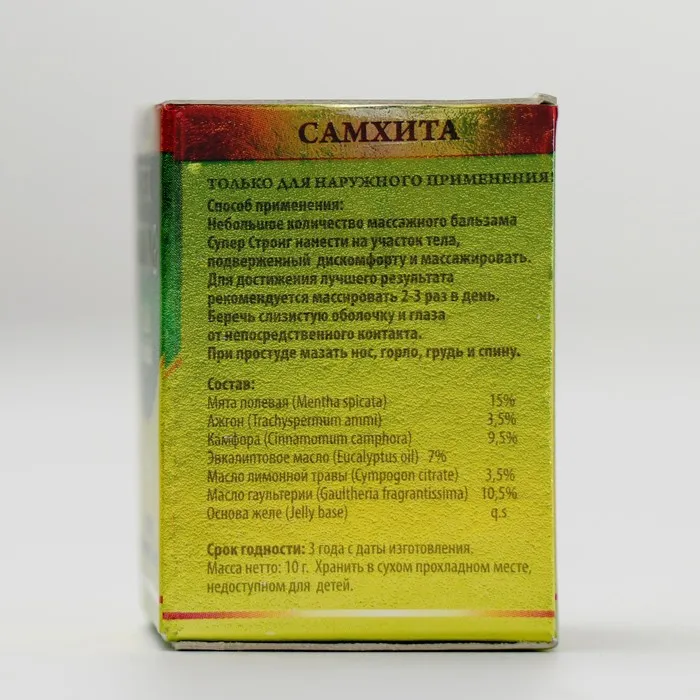 САМХИТА
ТОЛЬКО ДЛЯ НАРУЖНОГО ПРИМЕНЕНИЯ!
Способ применения:
Небольшое количество массажного бальзама
Супер Стронг нанести на участок тела,
подверженный дискомфорту и массажировать.
Для достижения лучшего результата
рекомендуется массировать 2-3 раз в день.
Беречь слизистую оболочку и глаза
от непосредственного контакта.
При простуде мазать нос, горло, грудь и спину.
Состав:
Мята полевая (Mentha spicata) 15%
Ажгон (Trachyspermum ammi) 3,5%
Камфора (Cinnamomum camphora) 9,5%
Эвкалиптовое масло (Eucalyptus oil) 7%
Масло лимонной травы (Cympogon citrate) 3,5%
Масло гаультерии (Gaultheria fragrantissima) 10,5%
Основа желе (Jelly base) q.s
Срок годности: 3 года с даты изготовления.
Масса нетто: 10 г. Хранить в сухом прохладном месте,
недоступном для детей.